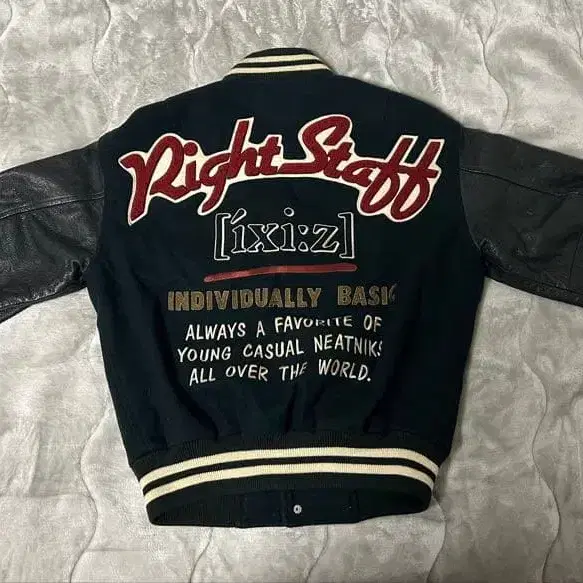 Right Staff
[íxi:z]
INDIVIDUALLY BASIC
ALWAYS A FAVORITE OF
YOUNG CASUAL NEATNIKS
ALL OVER THE WORLD.